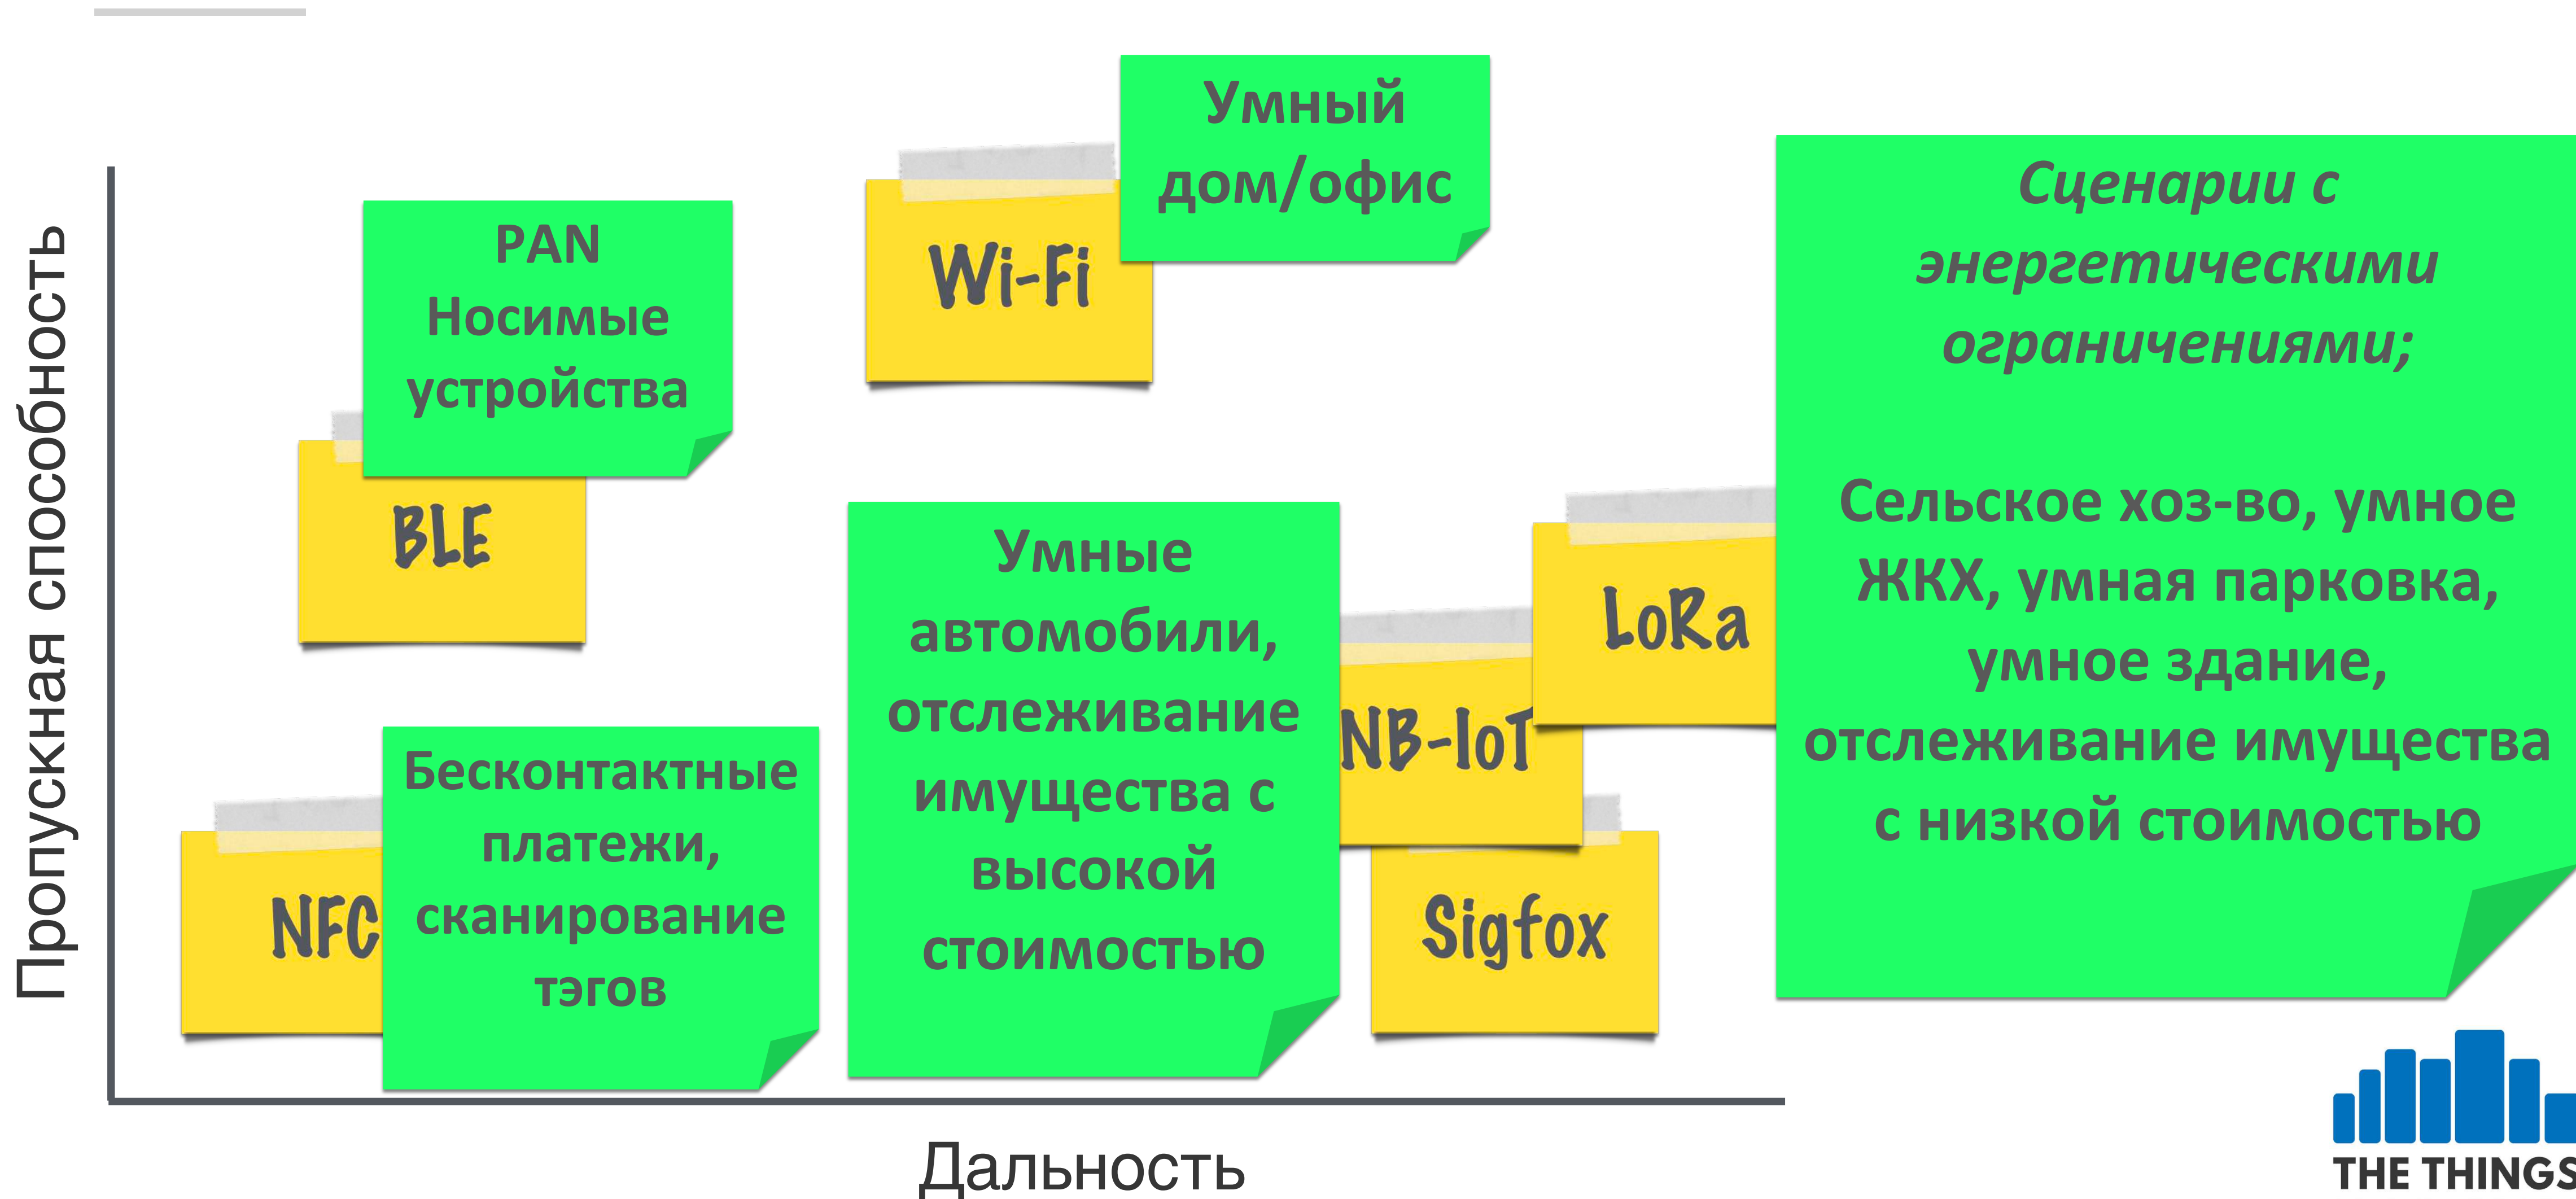 Пропускная способность
PAN
Носимые
устройства
BLE
Бесконтактные
платежи,
сканирование
тэгов
NFC
Умный
дом/офис
Wi-Fi
Умные
автомобили,
отслеживание
имущества с
высокой
стоимостью
NB-IoT
Sigfox
LoRa
Сценарии с
энергетическими
ограничениями;
Сельское хоз-во, умное
ЖКХ, умная парковка,
умное здание,
отслеживание имущества
с низкой стоимостью
Дальность
THE THINGS